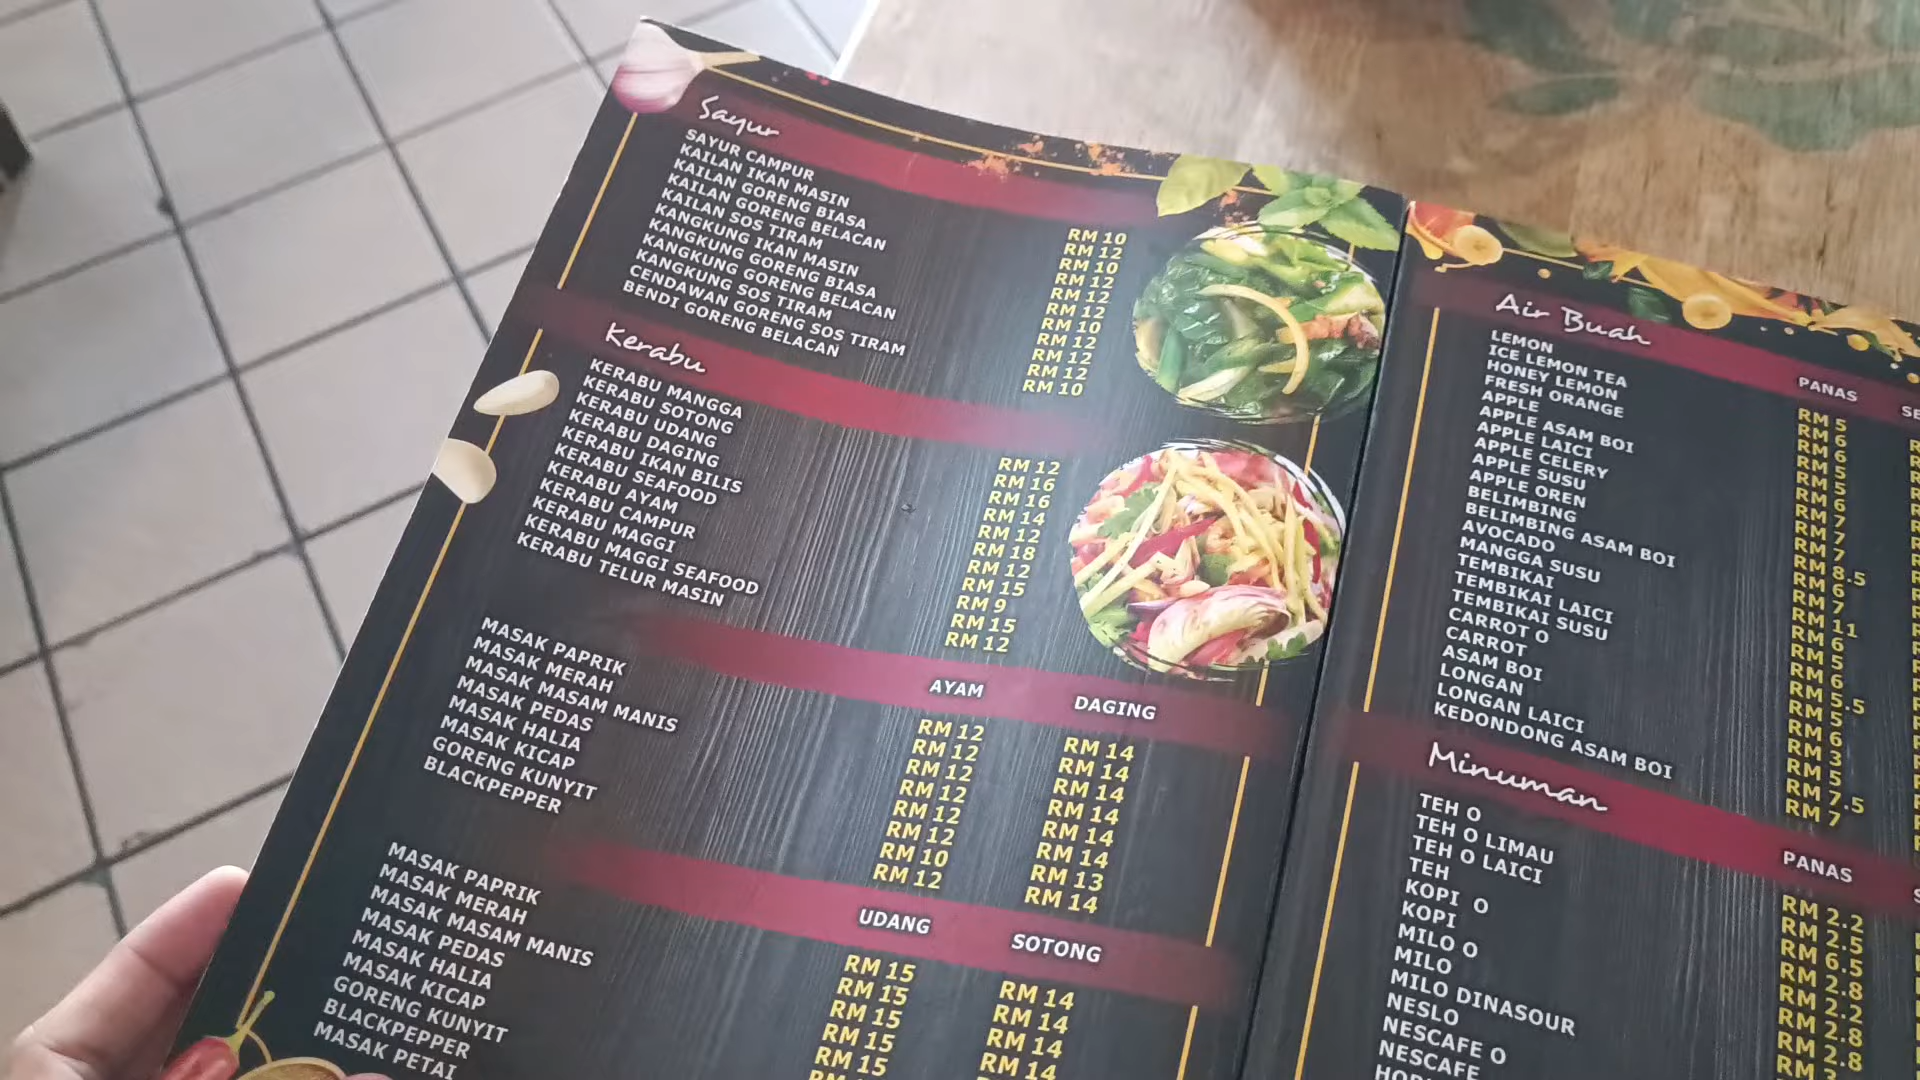 Sayur
SAYUR CAMPUR RM 10
KAILAN IKAN MASIN RM 12
KAILAN GORENG BIASA RM 10
KAILAN GORENG BELACAN RM 12
KAILAN SOS TIRAM RM 12
KANGKUNG IKAN MASIN RM 12
KANGKUNG GORENG BIASA RM 10
KANGKUNG GORENG BELACAN RM 12
KANGKUNG SOS TIRAM RM 12
CENDAWAN GORENG SOS TIRAM RM 12
BENDI GORENG BELACAN RM 10
Kerabu
KERABU MANGGA RM 12
KERABU SOTONG RM 16
KERABU UDANG RM 16
KERABU DAGING RM 14
KERABU IKAN BILIS RM 12
KERABU SEAFOOD RM 18
KERABU AYAM RM 12
KERABU CAMPUR RM 15
KERABU MAGGI RM 9
KERABU MAGGI SEAFOOD RM 15
KERABU TELUR MASIN RM 12
AYAM DAGING
MASAK PAPRIK RM 12 RM 14
MASAK MERAH RM 12 RM 14
MASAK MASAM MANIS RM 12 RM 14
MASAK PEDAS RM 12 RM 14
MASAK HALIA RM 12 RM 14
MASAK KICAP RM 12 RM 14
GORENG KUNYIT RM 10 RM 13
BLACKPEPPER RM 12 RM 14
UDANG SOTONG
MASAK PAPRIK RM 15 RM 14
MASAK MERAH RM 15 RM 14
MASAK MASAM MANIS RM 15 RM 14
MASAK PEDAS RM 15 RM 14
MASAK HALIA RM 15
MASAK KICAP
GORENG KUNYIT
BLACKPEPPER
MASAK PETAI
Air Buah
PANAS
LEMON RM 5
ICE LEMON TEA RM 6
HONEY LEMON RM 6
FRESH ORANGE RM 5
APPLE RM 5
APPLE ASAM BOI RM 6
APPLE LAICI RM 7
APPLE CELERY RM 7
APPLE SUSU RM 7
APPLE OREN RM 8.5
BELIMBING RM 6
BELIMBING ASAM BOI RM 7
AVOCADO RM 11
MANGGA SUSU RM 6
TEMBIKAI RM 5
TEMBIKAI LAICI RM 6
TEMBIKAI SUSU RM 5.5
CARROT O RM 5
CARROT RM 6
ASAM BOI RM 3
LONGAN RM 5
LONGAN LAICI RM 7.5
KEDONDONG ASAM BOI RM 7
Minuman
PANAS
TEH O RM 2.2
TEH O LIMAU RM 2.5
TEH O LAICI RM 6.5
TEH RM 2.8
KOPI O RM 2.2
KOPI RM 2.8
MILO O RM 2.8
MILO
MILO DINASOUR
NESLO
NESCAFE O
NESCAFE